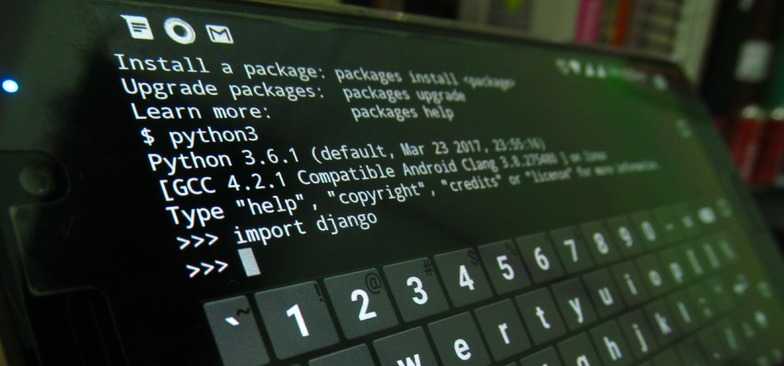 Install a package: packages install <package>
Upgrade packages: packages upgrade
Learn more: packages help
$ python3
Python 3.6.1 (default, Mar 23 2017, 23:55:16)
[GCC 4.2.1 Compatible Android Clang 3.8.275480 ] on linux
Type "help", "copyright", "credits" or "license" for more information.
>>> import django
>>>
` 1 2 3 4 5 6 7 8 9 0 -
w e r t y u i o p
h j k l